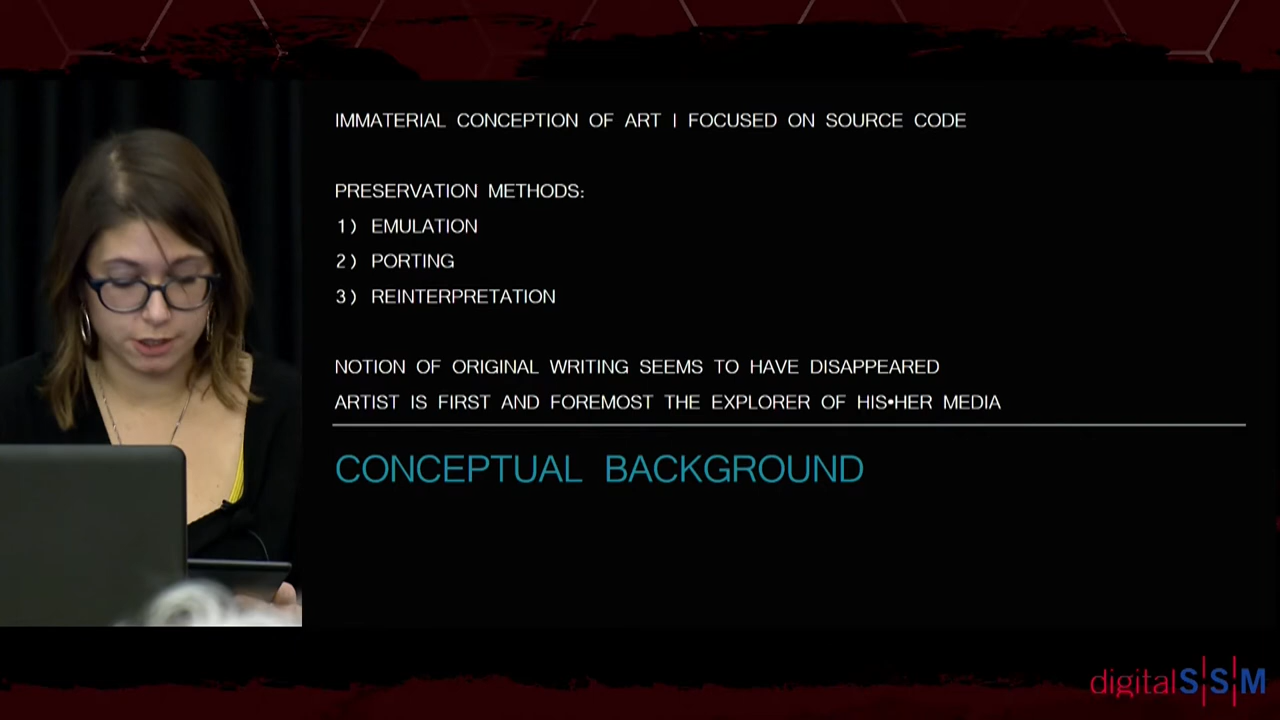 IMMATERIAL CONCEPTION OF ART | FOCUSED ON SOURCE CODE
PRESERVATION METHODS:
1) EMULATION
2) PORTING
3) REINTERPRETATION
NOTION OF ORIGINAL WRITING SEEMS TO HAVE DISAPPEARED
ARTIST IS FIRST AND FOREMOST THE EXPLORER OF HIS•HER MEDIA
CONCEPTUAL BACKGROUND
digitalS|S|M